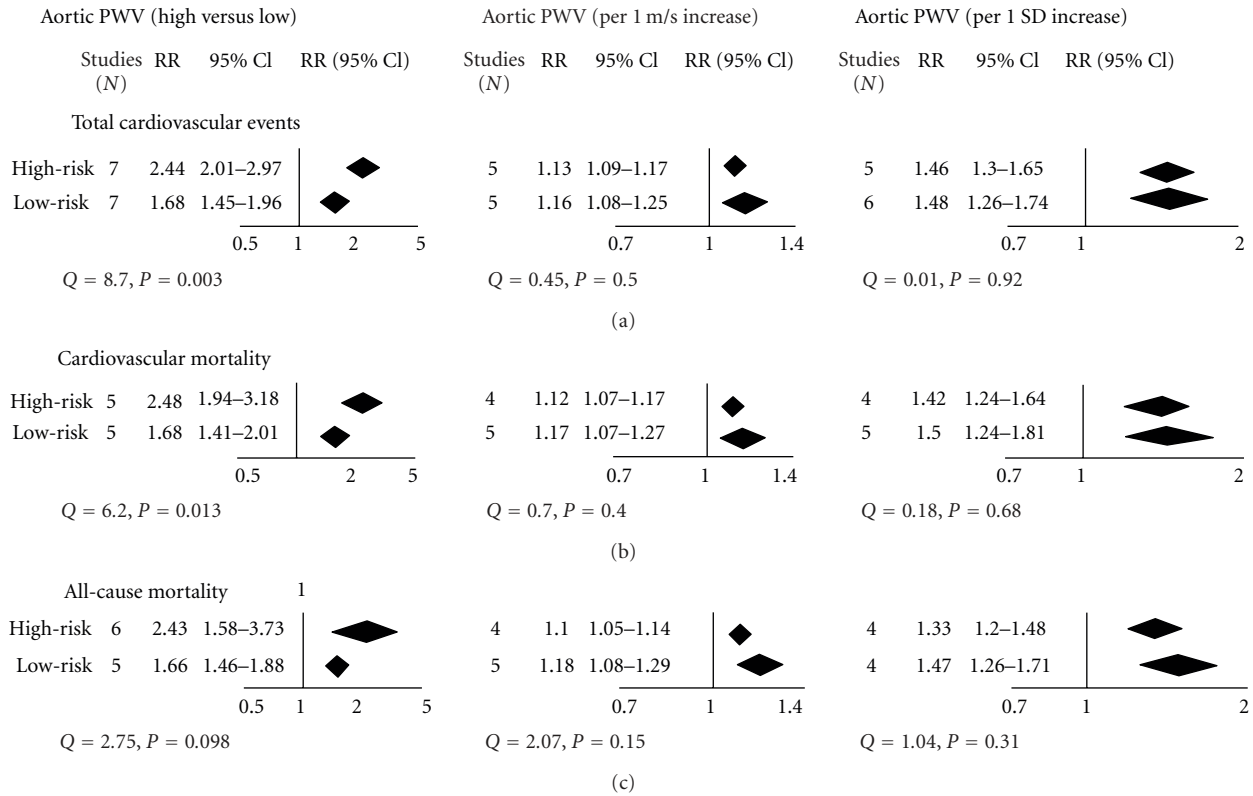 Aortic PWV (high versus low) Aortic PWV (per 1 m/s increase) Aortic PWV (per 1 SD increase)
Studies RR 95% Cl RR (95% Cl) Studies RR 95% Cl RR (95% Cl) Studies RR 95% Cl RR (95% Cl)
(N) (N) (N)
Total cardiovascular events
High-risk 7 2.44 2.01–2.97 5 1.13 1.09–1.17 5 1.46 1.3–1.65
Low-risk 7 1.68 1.45–1.96 5 1.16 1.08–1.25 6 1.48 1.26–1.74
0.5 1 2 5 0.7 1 1.4 0.7 1 2
Q = 8.7, P = 0.003 Q = 0.45, P = 0.5 Q = 0.01, P = 0.92
(a)
Cardiovascular mortality
High-risk 5 2.48 1.94–3.18 4 1.12 1.07–1.17 4 1.42 1.24–1.64
Low-risk 5 1.68 1.41–2.01 5 1.17 1.07–1.27 5 1.5 1.24–1.81
0.5 2 5 0.7 1 1.4 0.7 1 2
Q = 6.2, P = 0.013 Q = 0.7, P = 0.4 Q = 0.18, P = 0.68
(b)
All-cause mortality 1
High-risk 6 2.43 1.58–3.73 4 1.1 1.05–1.14 4 1.33 1.2–1.48
Low-risk 5 1.66 1.46–1.88 5 1.18 1.08–1.29 4 1.47 1.26–1.71
0.5 1 2 5 0.7 1 1.4 0.7 1 2
Q = 2.75, P = 0.098 Q = 2.07, P = 0.15 Q = 1.04, P = 0.31
(c)